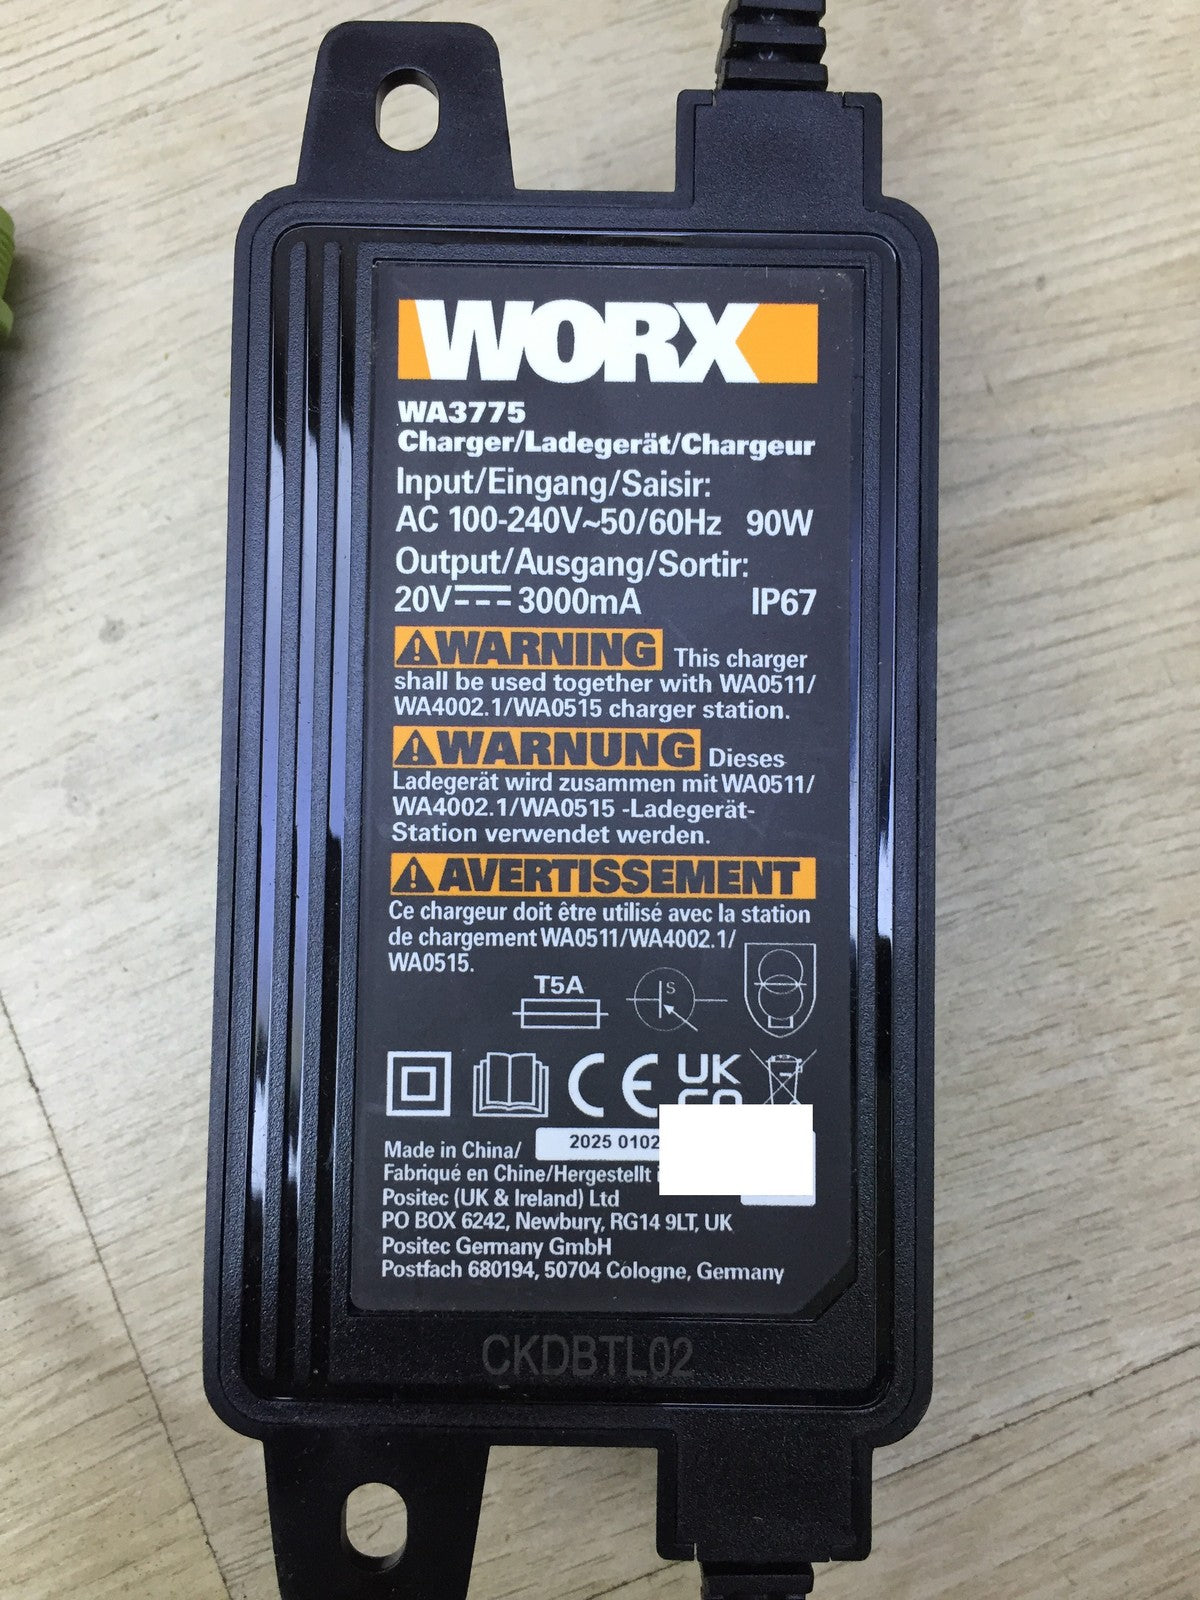 WORX
WA3775
Charger/Ladegerät/Chargeur
Input/Eingang/Saisir:
AC 100-240V~50/60Hz 90W
Output/Ausgang/Sortir:
20V⎓3000mA IP67
⚠WARNING This charger
shall be used together with WA0511/
WA4002.1/WA0515 charger station.
⚠WARNUNG Dieses
Ladegerät wird zusammen mit WA0511/
WA4002.1/WA0515 -Ladegerät-
Station verwendet werden.
⚠AVERTISSEMENT
Ce chargeur doit être utilisé avec la station
de chargement WA0511/WA4002.1/
WA0515.
T5A
S
CE UK
CA
Made in China/ 2025 0102
Fabriqué en Chine/Hergestellt
Positec (UK & Ireland) Ltd
PO BOX 6242, Newbury, RG14 9LT, UK
Positec Germany GmbH
Postfach 680194, 50704 Cologne, Germany
CKDBTL02